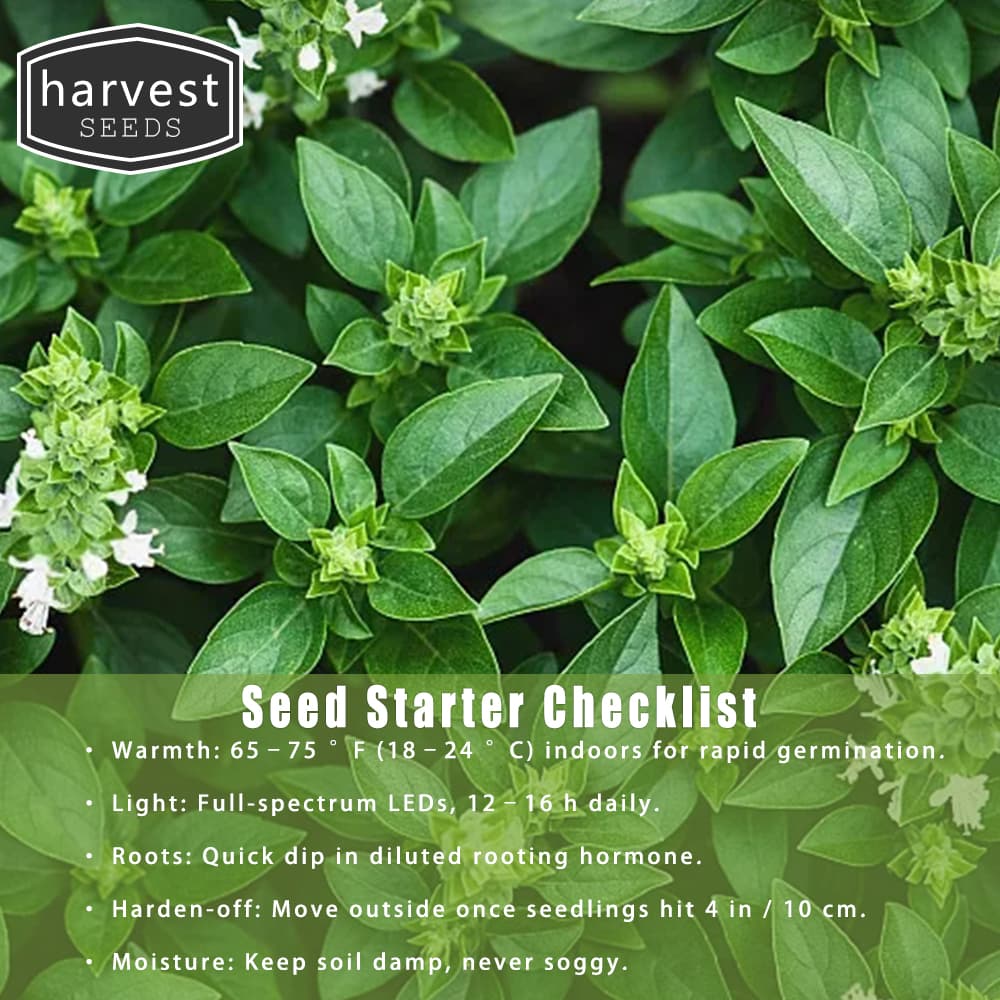 harvest
SEEDS
Seed Starter Checklist
• Warmth: 65–75 °F (18–24 °C) indoors for rapid germination.
• Light: Full-spectrum LEDs, 12–16 h daily.
• Roots: Quick dip in diluted rooting hormone.
• Harden-off: Move outside once seedlings hit 4 in / 10 cm.
• Moisture: Keep soil damp, never soggy.